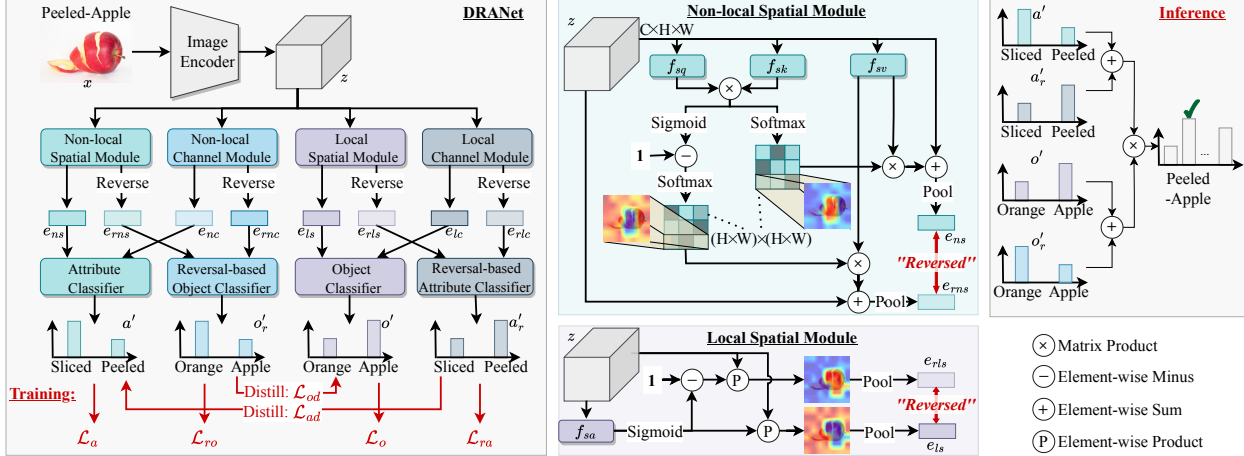 Peeled-Apple
DRANet
x
Image
Encoder
z
Non-local
Spatial Module
Non-local
Channel Module
Local
Spatial Module
Local
Channel Module
Reverse
Reverse
Reverse
Reverse
e_ns
e_rns
e_nc
e_rnc
e_ls
e_rls
e_lc
e_rlc
Attribute
Classifier
Reversal-based
Object Classifier
Object
Classifier
Reversal-based
Attribute Classifier
a'
o'_r
o'
a'_r
Sliced Peeled
Orange Apple
Orange Apple
Sliced Peeled
Training:
Distill: L_od
Distill: L_ad
L_a
L_ro
L_o
L_ra
Non-local Spatial Module
z
C×H×W
f_sq
f_sk
f_sv
×
Sigmoid
Softmax
1
−
Softmax
×
+
Pool
(H×W)×(H×W)
e_ns
"Reversed"
×
e_rns
+
Pool
Local Spatial Module
z
1
−
P
Pool
e_rls
"Reversed"
f_sa
Sigmoid
P
Pool
e_ls
Inference
a'
Sliced Peeled
+
a'_r
Sliced Peeled
×
...
Peeled
-Apple
o'
Orange Apple
+
o'_r
Orange Apple
× Matrix Product
− Element-wise Minus
+ Element-wise Sum
P Element-wise Product